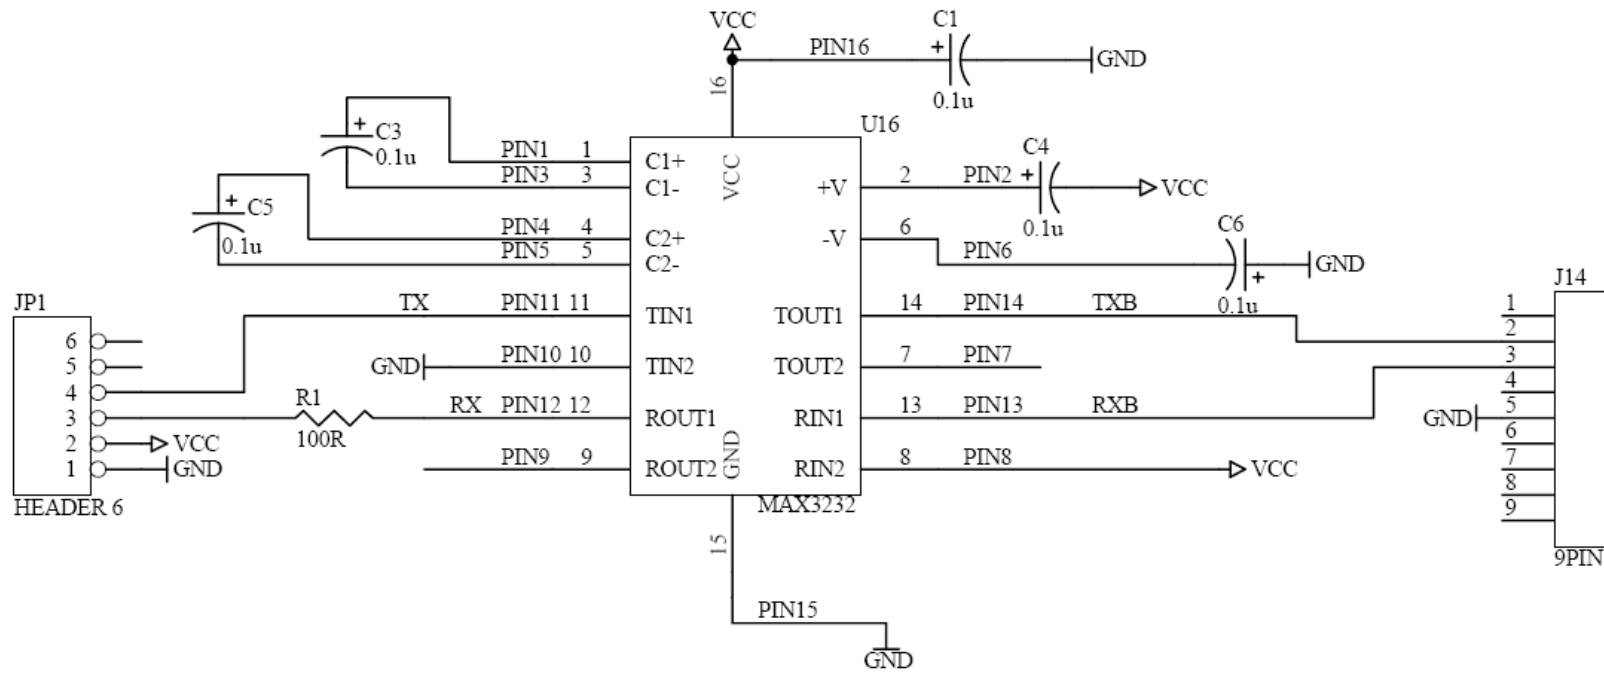 VCC
C1
PIN16
+
GND
16
0.1u
U16
+
C3
0.1u
PIN1 1
C1+
VCC
C4
PIN3 3
C1-
+V
2
PIN2
+
VCC
+
C5
0.1u
0.1u
PIN4 4
C2+
-V
6
C6
PIN5 5
C2-
PIN6
GND
+
0.1u
J14
JP1
TX
PIN11 11
TIN1
TOUT1
14
PIN14
TXB
1
2
6
GND
PIN10 10
TIN2
TOUT2
7
PIN7
3
5
4
4
R1
RX
PIN12 12
ROUT1
RIN1
13
PIN13
RXB
GND
5
3
100R
2
VCC
6
1
GND
PIN9 9
ROUT2
GND
RIN2
8
PIN8
VCC
7
8
9
HEADER 6
MAX3232
15
9PIN
PIN15
GND